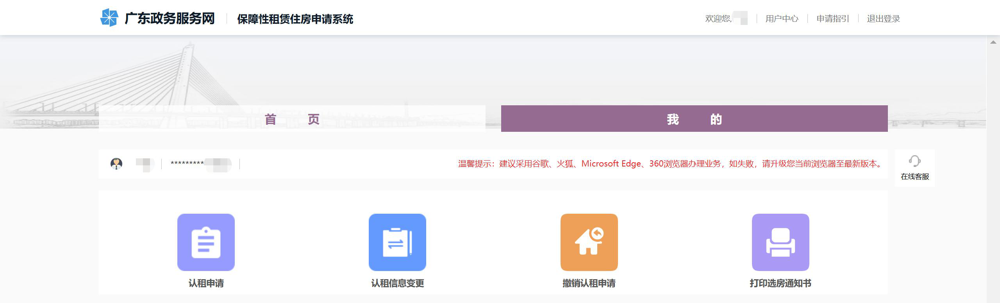 广东政务服务网 保障性租赁住房申请系统 欢迎您, 用户中心 申请指引 退出登录
首 页 我 的
********* 温馨提示：建议采用谷歌、火狐、Microsoft Edge、360浏览器办理业务，如失败，请升级您当前浏览器至最新版本。
在线客服
认租申请 认租信息变更 撤销认租申请 打印选房通知书